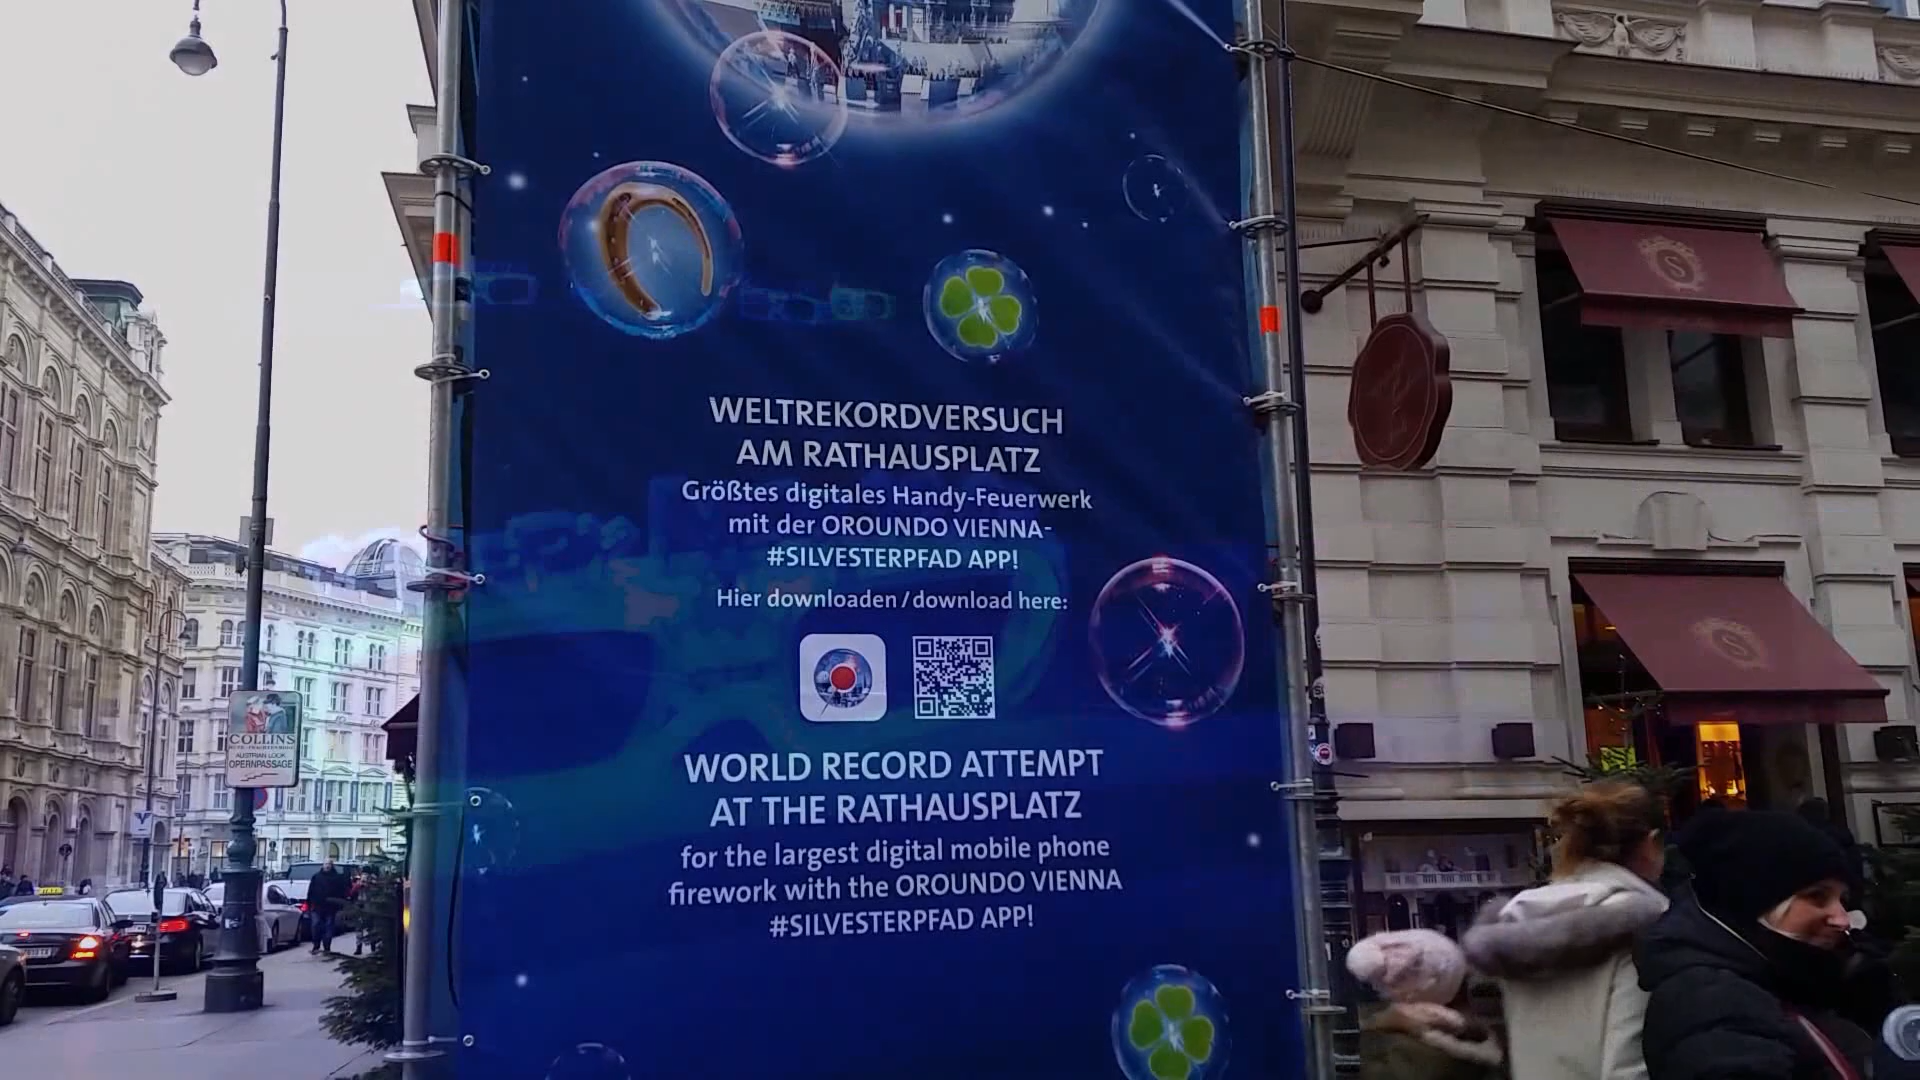 WELTREKORDVERSUCH
AM RATHAUSPLATZ
Größtes digitales Handy-Feuerwerk
mit der OROUNDO VIENNA-
#SILVESTERPFAD APP!
Hier downloaden / download here:
WORLD RECORD ATTEMPT
AT THE RATHAUSPLATZ
for the largest digital mobile phone
firework with the OROUNDO VIENNA
#SILVESTERPFAD APP!
COLLINS
AUSTRIAN LOOK
OPERNPASSAGE
S
S